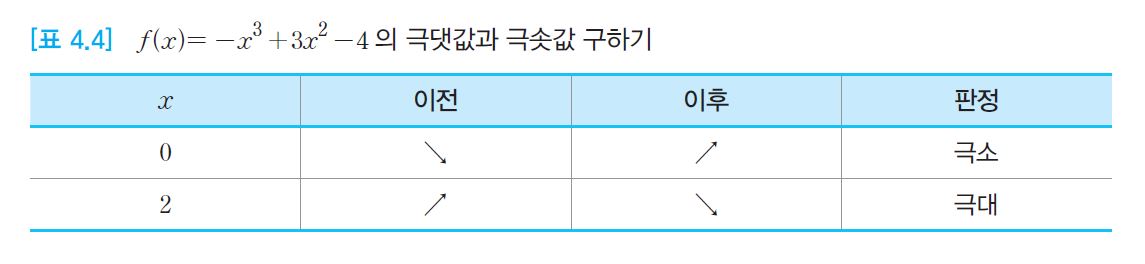 [표 4.4] f(x)= −x³+3x²−4의 극댓값과 극솟값 구하기
x 이전 이후 판정
0 ↘ ↗ 극소
2 ↗ ↘ 극대